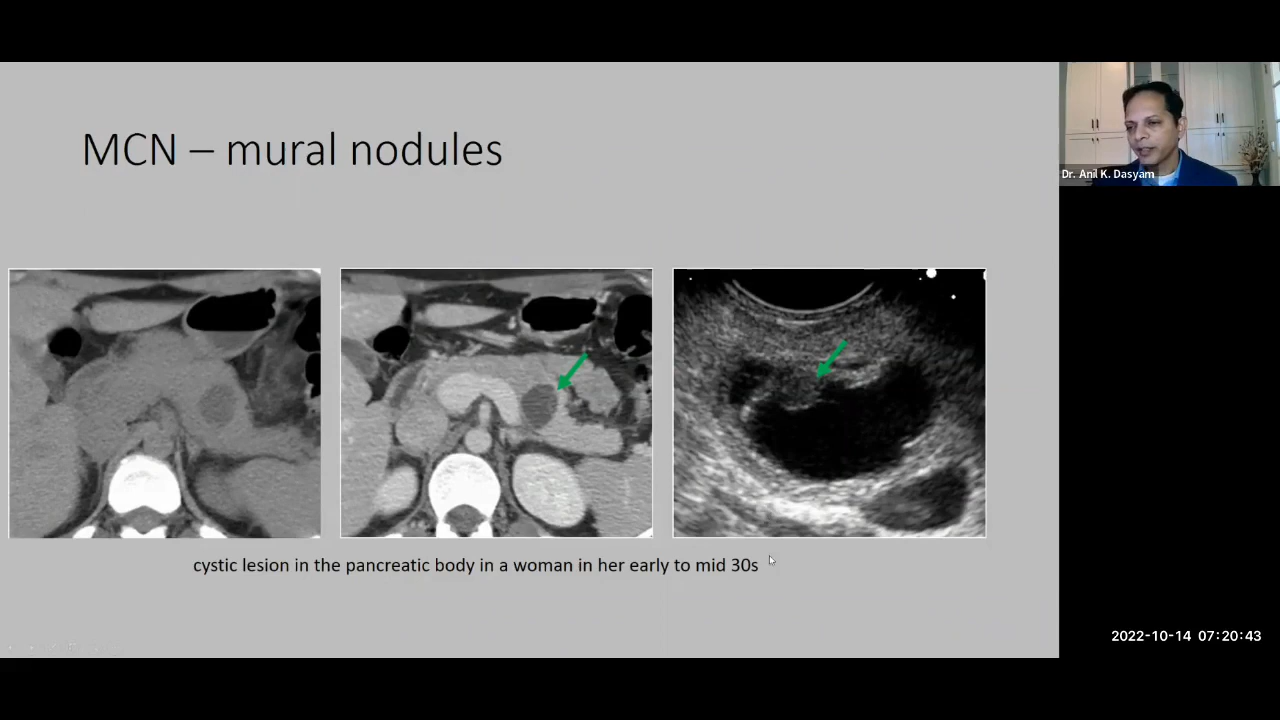 MCN – mural nodules
Dr. Anil K. Dasyam
cystic lesion in the pancreatic body in a woman in her early to mid 30s
2022-10-14 07:20:43